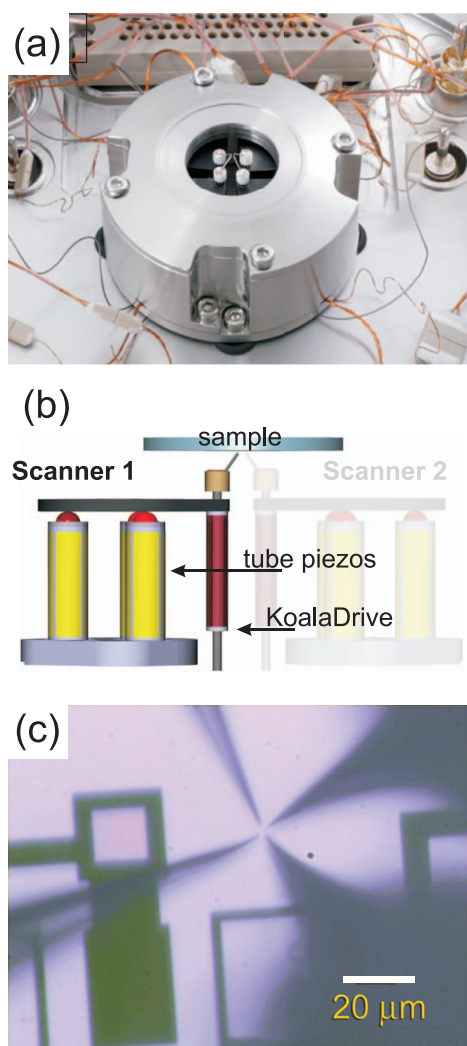 (a)
(b)
sample
Scanner 1
Scanner 2
tube piezos
KoalaDrive
(c)
20 μm